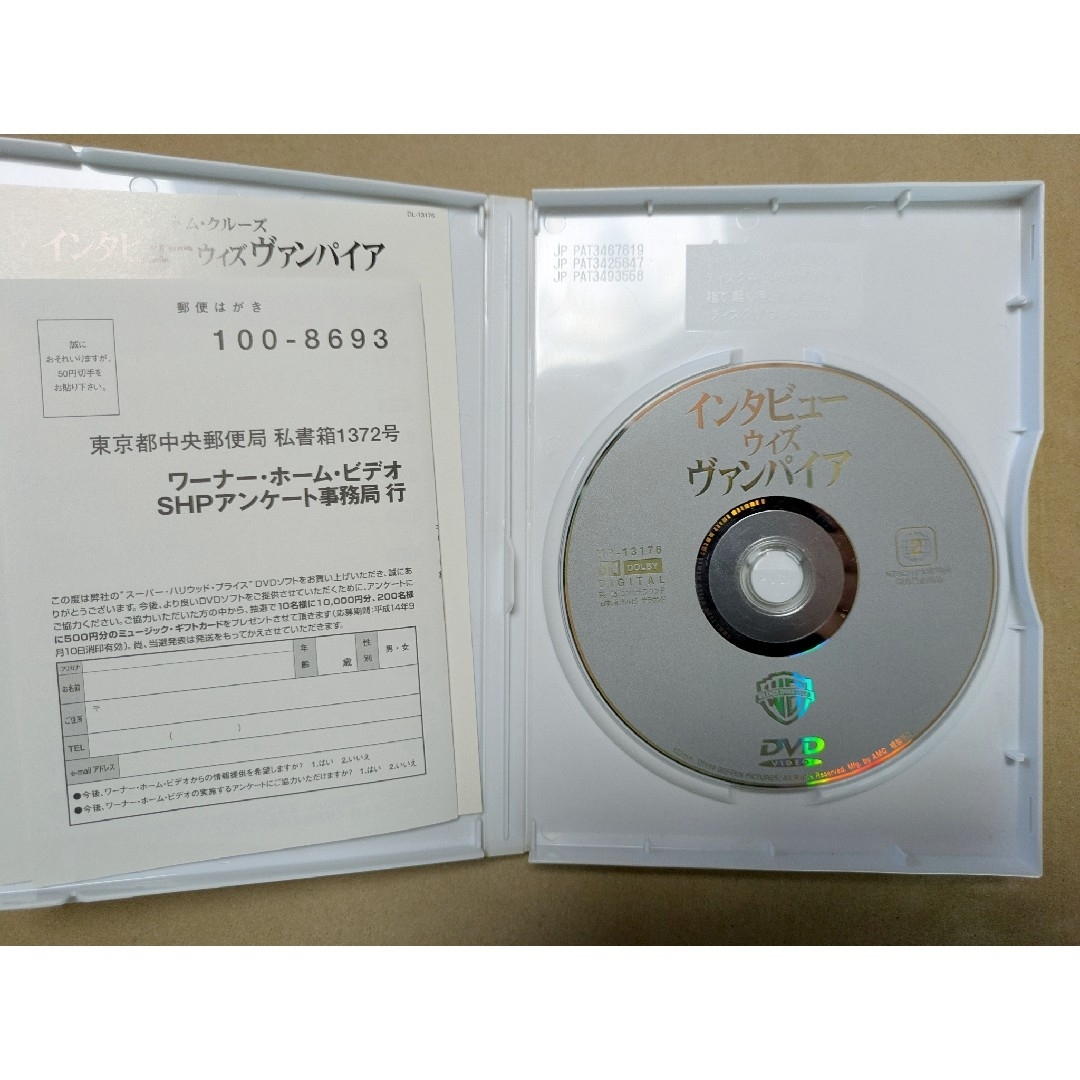 DL-13176
ム・クルーズ
インタビュー ウィズ ヴァンパイア
郵便はがき
100-8693
誠に
おそれいりますが、
50円切手を
お貼り下さい。
東京都中央郵便局 私書箱1372号
ワーナー・ホーム・ビデオ
SHPアンケート事務局 行
この度は弊社の"スーパー・ハリウッド・プライス"DVDソフトをお買い上げいただき、誠にあ
りがとうございます。今後、より良いDVDソフトをご提供させていただくために、アンケートに
ご協力ください。ご協力いただいた方の中から、抽選で10名様に10,000円分、200名様
に500円分のミュージック・ギフトカードをプレゼントさせて頂きます(応募期間:平成14年9
月10日消印有効)。尚、当選発表は発送をもってかえさせていただきます。
フリガナ
お名前
年齢
歳
性別
男・女
ご住所
〒
TEL
( )
e-mail アドレス
●今後、ワーナー・ホーム・ビデオからの情報提供を希望しますか? 1.はい 2.いいえ
●今後、ワーナー・ホーム・ビデオの実施するアンケートにご協力いただけますか? 1.はい 2.いいえ
JP PAT3467619
JP PAT3425647
JP PAT3493558
インタビュー
ウィズ
ヴァンパイア
-13176
DOLBY
DIGITAL
2
DVD
VIDEO
PICTURES. All Rights Reserved. Mfg. by AMC